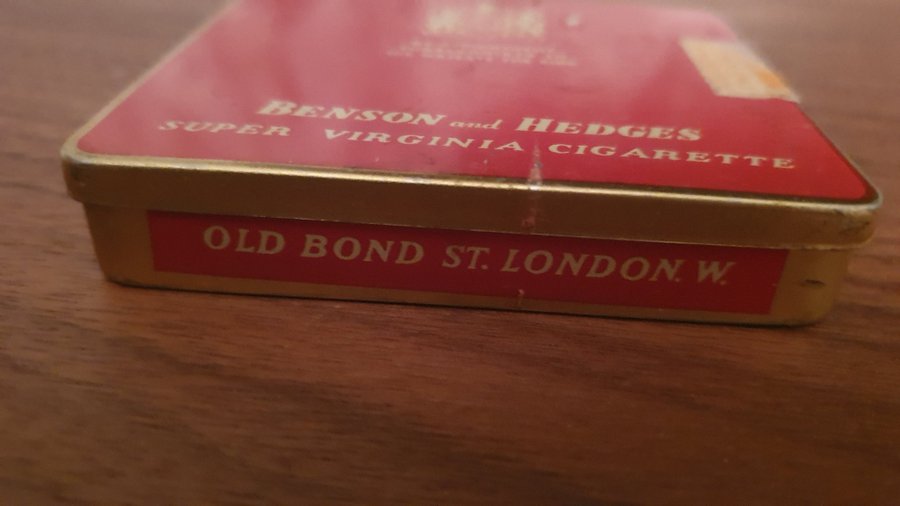 BENSON and HEDGES
SUPER VIRGINIA CIGARETTE
OLD BOND ST. LONDON. W.